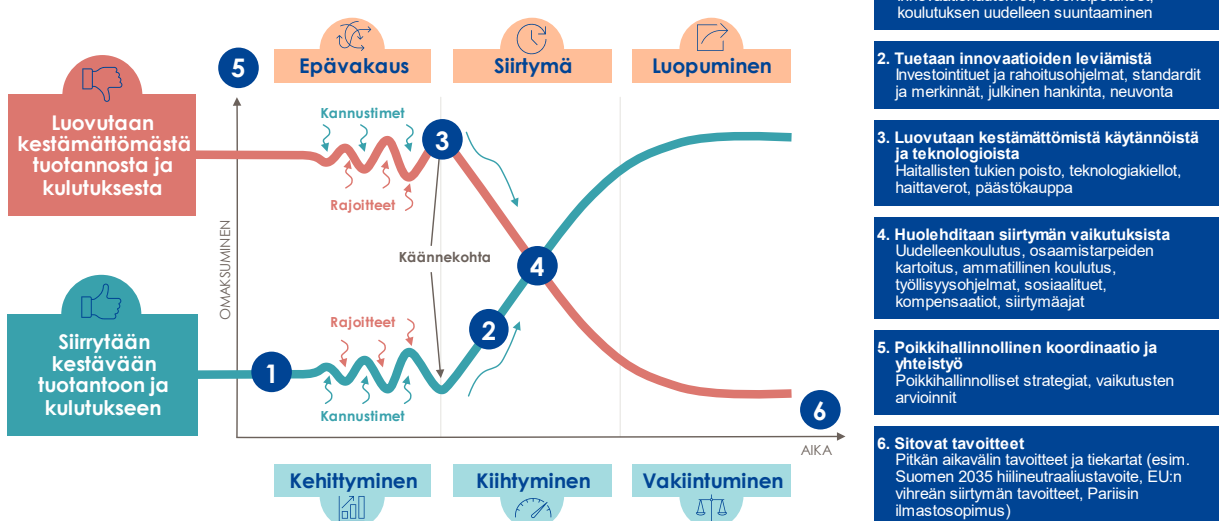 koulutuksen uudelleen suuntaaminen
5
Epävakaus
Siirtymä
Luopuminen
Luovutaan
kestämättömästä
tuotannosta ja
kulutuksesta
Kannustimet
3
Rajoitteet
OMAKSUMINEN
Käännekohta
4
Siirrytään
kestävään
tuotantoon ja
kulutukseen
Rajoitteet
2
1
Kannustimet
6
AIKA
Kehittyminen
Kiihtyminen
Vakiintuminen
2. Tuetaan innovaatioiden leviämistä
Investointituet ja rahoitusohjelmat, standardit
ja merkinnät, julkinen hankinta, neuvonta
3. Luovutaan kestämättömistä käytännöistä
ja teknologioista
Haitallisten tukien poisto, teknologiakiellot,
haittaverot, päästökauppa
4. Huolehditaan siirtymän vaikutuksista
Uudelleenkoulutus, osaamistarpeiden
kartoitus, ammatillinen koulutus,
työllisyysohjelmat, sosiaalituet,
kompensaatiot, siirtymäajat
5. Poikkihallinnollinen koordinaatio ja
yhteistyö
Poikkihallinnolliset strategiat, vaikutusten
arvioinnit
6. Sitovat tavoitteet
Pitkän aikavälin tavoitteet ja tiekartat (esim.
Suomen 2035 hiilineutraaliustavoite, EU:n
vihreän siirtymän tavoitteet, Pariisin
ilmastosopimus)